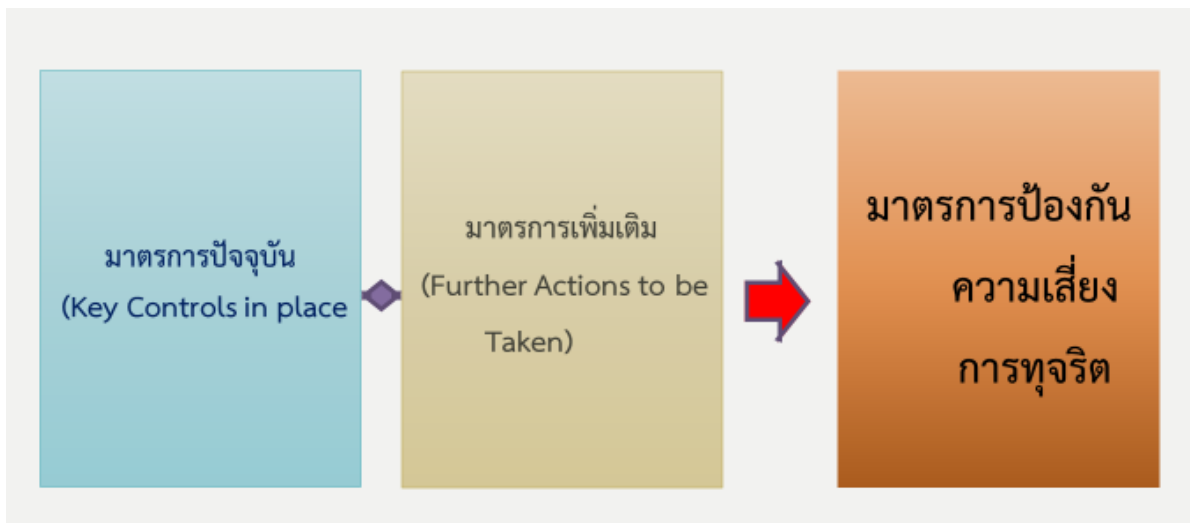 มาตรการปัจจุบัน
(Key Controls in place
มาตรการเพิ่มเติม
(Further Actions to be
Taken)
มาตรการป้องกัน
ความเสี่ยง
การทุจริต